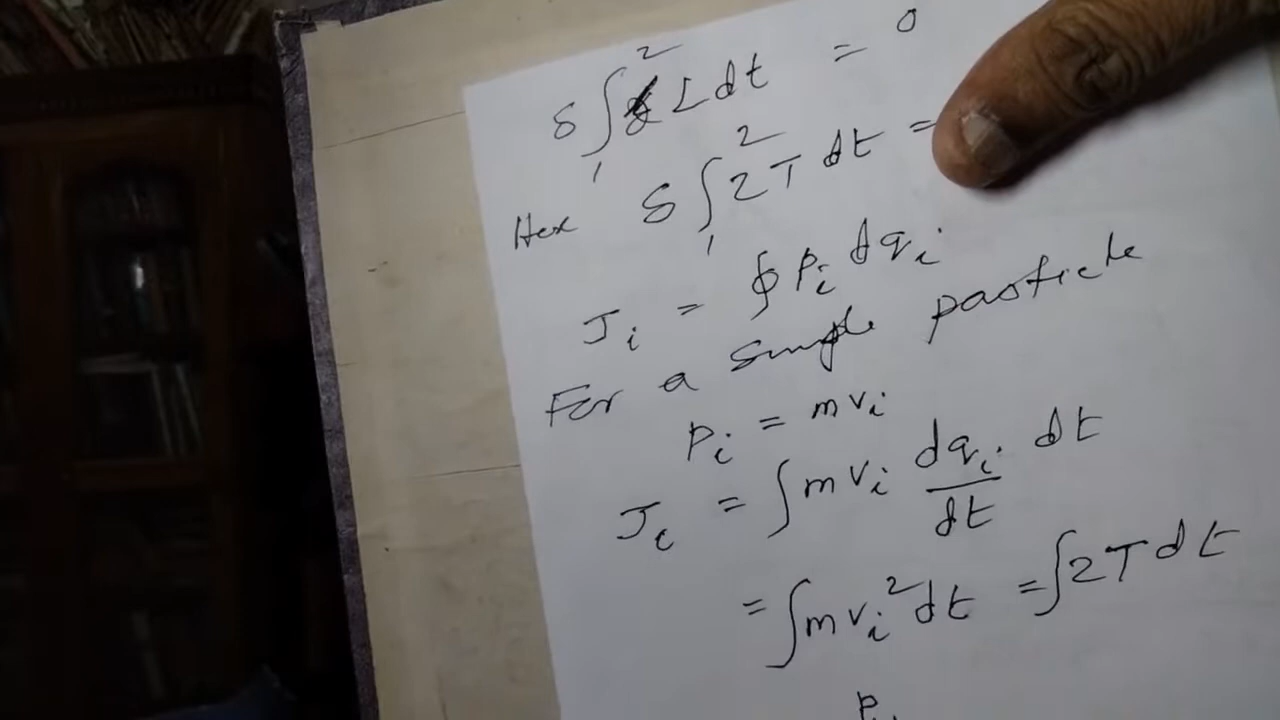 δ ∫₁² L dt = 0
δ ∫₁² 2T dt =
Jᵢ = ∮ pᵢ dqᵢ
For a single particle
pᵢ = mvᵢ
Jᵢ = ∫ mvᵢ dqᵢ/dt dt
= ∫ mvᵢ² dt = ∫ 2T dt